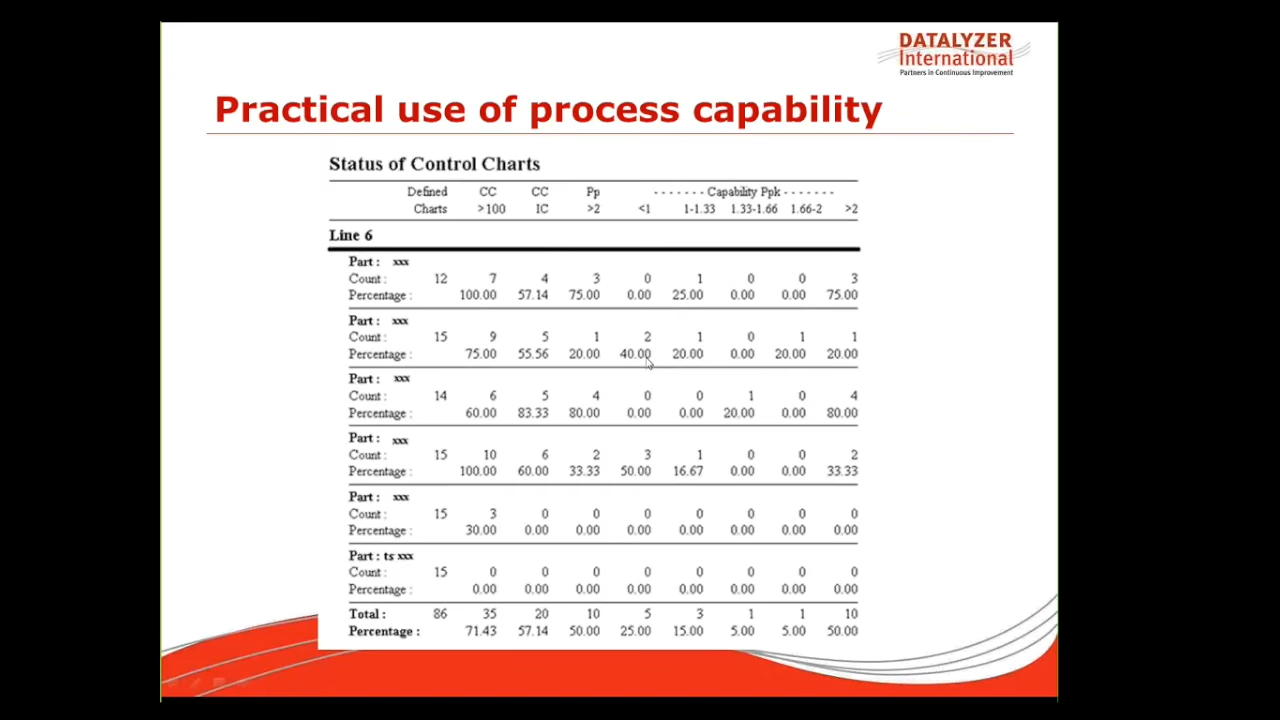 DATALYZER
International
Partners in Continuous Improvement
Practical use of process capability
Status of Control Charts
Defined CC CC Pp - - - - - - - Capability Ppk - - - - - - -
Charts >100 IC >2 <1 1-1.33 1.33-1.66 1.66-2 >2
Line 6
Part : xxx
Count : 12 7 4 3 0 1 0 0 3
Percentage : 100.00 57.14 75.00 0.00 25.00 0.00 0.00 75.00
Part : xxx
Count : 15 9 5 1 2 1 0 1 1
Percentage : 75.00 55.56 20.00 40.00 20.00 0.00 20.00 20.00
Part : xxx
Count : 14 6 5 4 0 0 1 0 4
Percentage : 60.00 83.33 80.00 0.00 0.00 20.00 0.00 80.00
Part : xxx
Count : 15 10 6 2 3 1 0 0 2
Percentage : 100.00 60.00 33.33 50.00 16.67 0.00 0.00 33.33
Part : xxx
Count : 15 3 0 0 0 0 0 0 0
Percentage : 30.00 0.00 0.00 0.00 0.00 0.00 0.00 0.00
Part : ts xxx
Count : 15 0 0 0 0 0 0 0 0
Percentage : 0.00 0.00 0.00 0.00 0.00 0.00 0.00 0.00
Total : 86 35 20 10 5 3 1 1 10
Percentage : 71.43 57.14 50.00 25.00 15.00 5.00 5.00 50.00